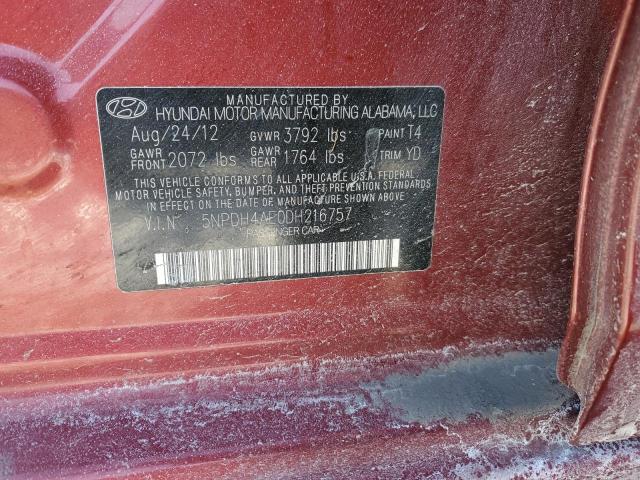 MANUFACTURED BY
HYUNDAI MOTOR MANUFACTURING ALABAMA, LLC
Aug/24/12 GVWR 3792 lbs PAINT T4
GAWR FRONT 2072 lbs GAWR REAR 1764 lbs TRIM YD
THIS VEHICLE CONFORMS TO ALL APPLICABLE U.S.A. FEDERAL
MOTOR VEHICLE SAFETY, BUMPER, AND THEFT PREVENTION STANDARDS
IN EFFECT ON THE DATE OF MANUFACTURE SHOWN ABOVE
V.I.N 5NPDH4AE0DH216757
PASSENGER CAR